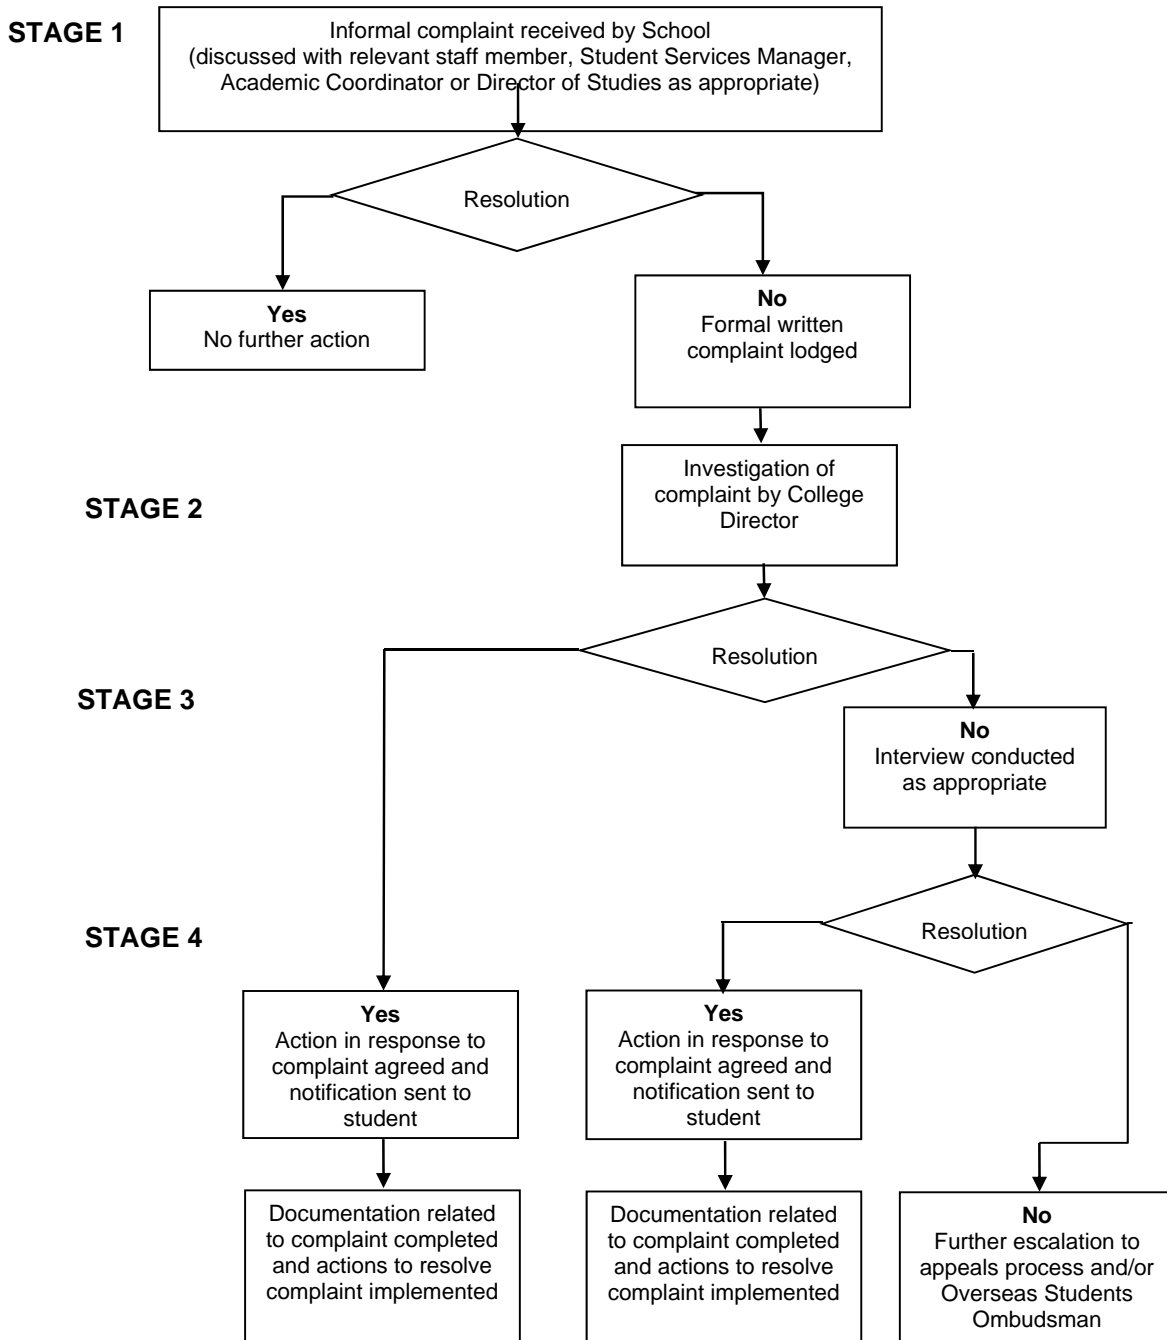 STAGE 1
Informal complaint received by School
(discussed with relevant staff member, Student Services Manager,
Academic Coordinator or Director of Studies as appropriate)
Resolution
Yes
No further action
No
Formal written
complaint lodged
STAGE 2
Investigation of
complaint by College
Director
Resolution
STAGE 3
No
Interview conducted
as appropriate
STAGE 4
Resolution
Yes
Action in response to
complaint agreed and
notification sent to
student
Yes
Action in response to
complaint agreed and
notification sent to
student
Documentation related
to complaint completed
and actions to resolve
complaint implemented
Documentation related
to complaint completed
and actions to resolve
complaint implemented
No
Further escalation to
appeals process and/or
Overseas Students
Ombudsman